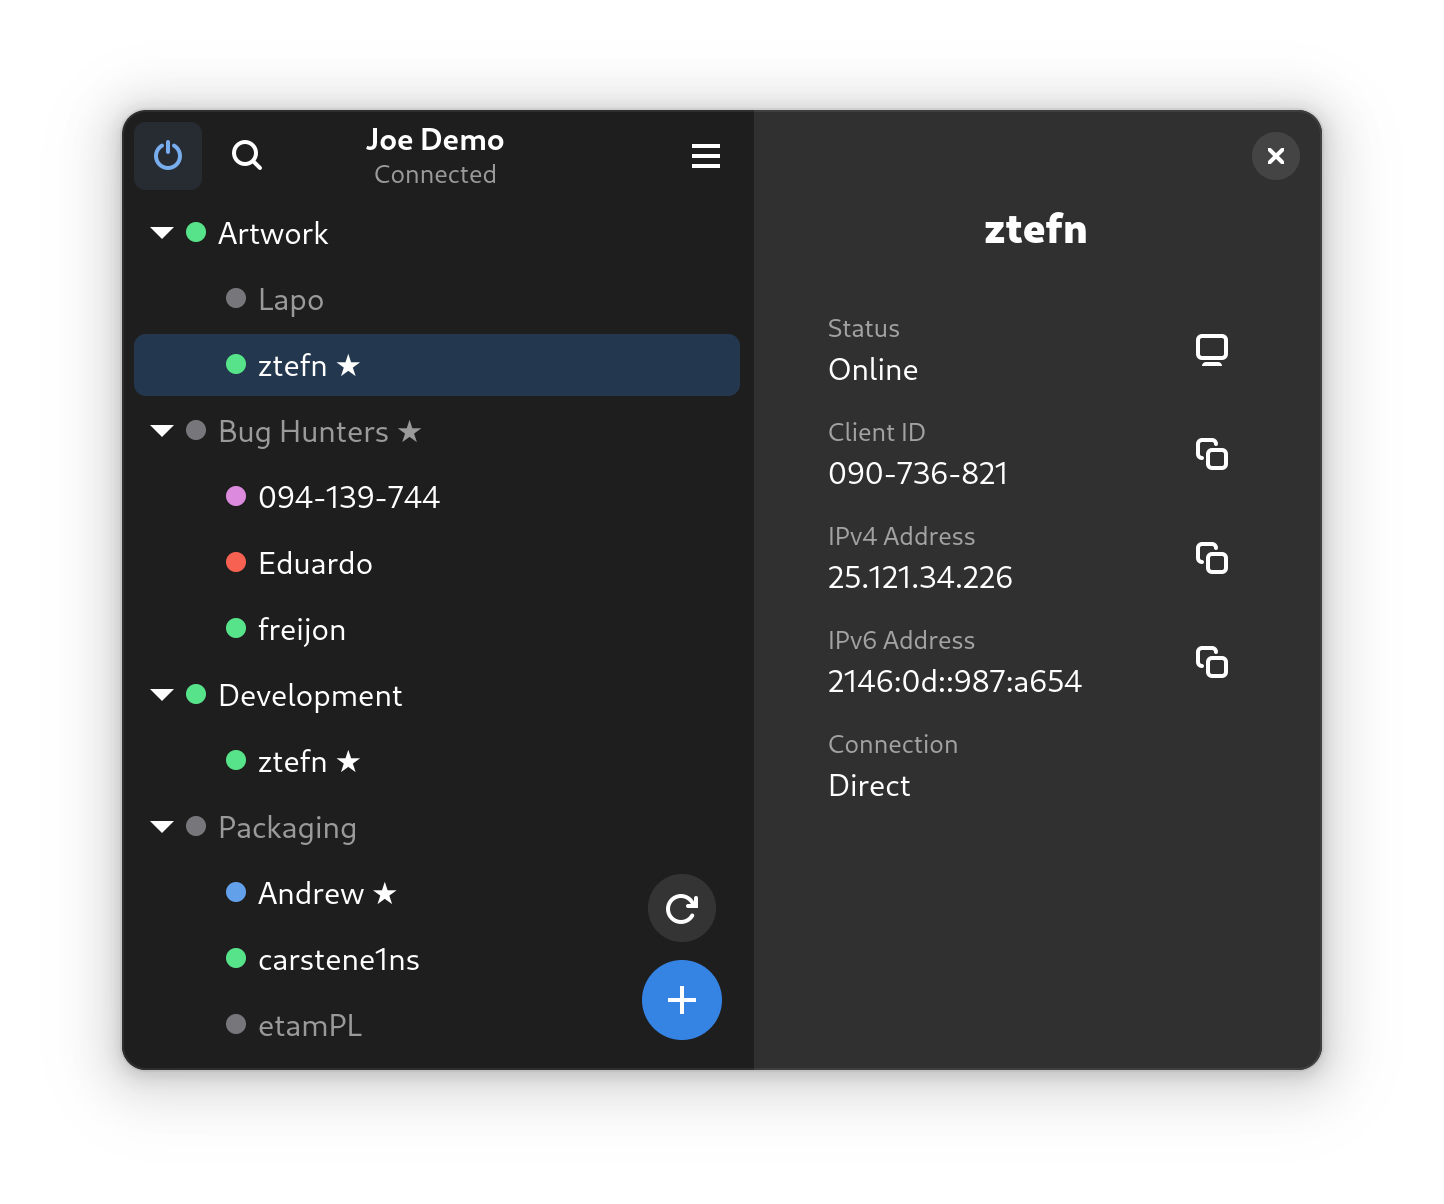 Joe Demo
Connected
Artwork
Lapo
ztefn ★
Bug Hunters ★
094-139-744
Eduardo
freijon
Development
ztefn ★
Packaging
Andrew ★
carstene1ns
etamPL
ztefn
Status
Online
Client ID
090-736-821
IPv4 Address
25.121.34.226
IPv6 Address
2146:0d::987:a654
Connection
Direct